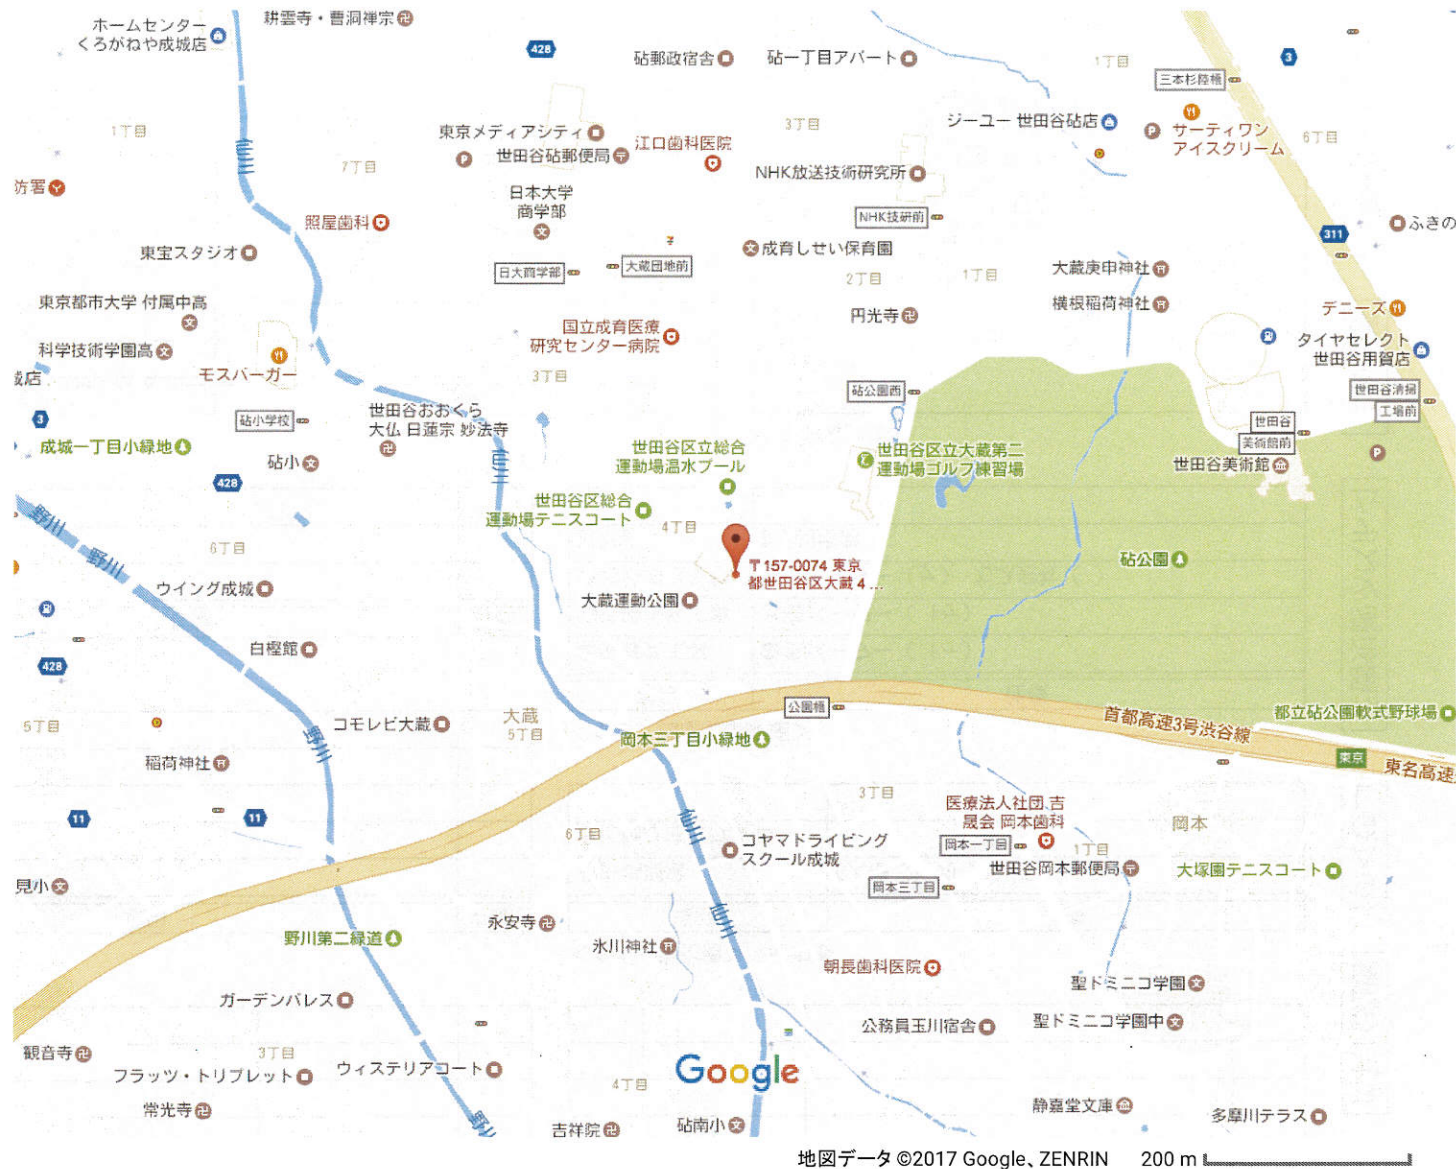 ホームセンター
くろがねや成城店
耕雲寺・曹洞禅宗
428
砧郵政宿舎
砧一丁目アパート
1丁目
3
三本杉陸橋
1丁目
東京メディアシティ
世田谷砧郵便局
江口歯科医院
3丁目
ジーユー 世田谷砧店
サーティワン
アイスクリーム
6丁目
仙川
7丁目
防署
日本大学
商学部
NHK放送技術研究所
NHK技研前
照屋歯科
東宝スタジオ
日大商学部
大蔵団地前
成育しせい保育園
2丁目
1丁目
大蔵庚申神社
横根稲荷神社
311
ふきの
東京都市大学 付属中高
科学技術学園高
国立成育医療
研究センター病院
円光寺
デニーズ
タイヤセレクト
世田谷用賀店
成店
モスバーガー
3丁目
砧公園西
世田谷清掃
工場前
3
砧小学校
世田谷おおくら
大仏 日蓮宗 妙法寺
世田谷
美術館前
成城一丁目小緑地
砧小
仙川
世田谷区立総合
運動場温水プール
世田谷区立大蔵第二
運動場ゴルフ練習場
世田谷美術館
428
世田谷区総合
運動場テニスコート
4丁目
野川
野川
6丁目
〒157-0074 東京
都世田谷区大蔵 4...
砧公園
ウイング成城
大蔵運動公園
白樫館
428
5丁目
コモレビ大蔵
大蔵
5丁目
公園橋
首都高速3号渋谷線
都立砧公園軟式野球場
野川
岡本三丁目小緑地
東京
東名高速
稲荷神社
11
11
3丁目
医療法人社団 吉
晟会 岡本歯科
岡本
6丁目
仙川
コヤマドライビング
スクール成城
岡本一丁目
1丁目
見小
岡本三丁目
世田谷岡本郵便局
大塚園テニスコート
野川第二緑道
永安寺
氷川神社
仙川
朝長歯科医院
聖ドミニコ学園
ガーデンパレス
公務員玉川宿舎
聖ドミニコ学園中
観音寺
3丁目
フラッツ・トリプレット
ウィステリアコート
Google
4丁目
常光寺
野川
吉祥院
砧南小
静嘉堂文庫
多摩川テラス
地図データ ©2017 Google、ZENRIN 200 m